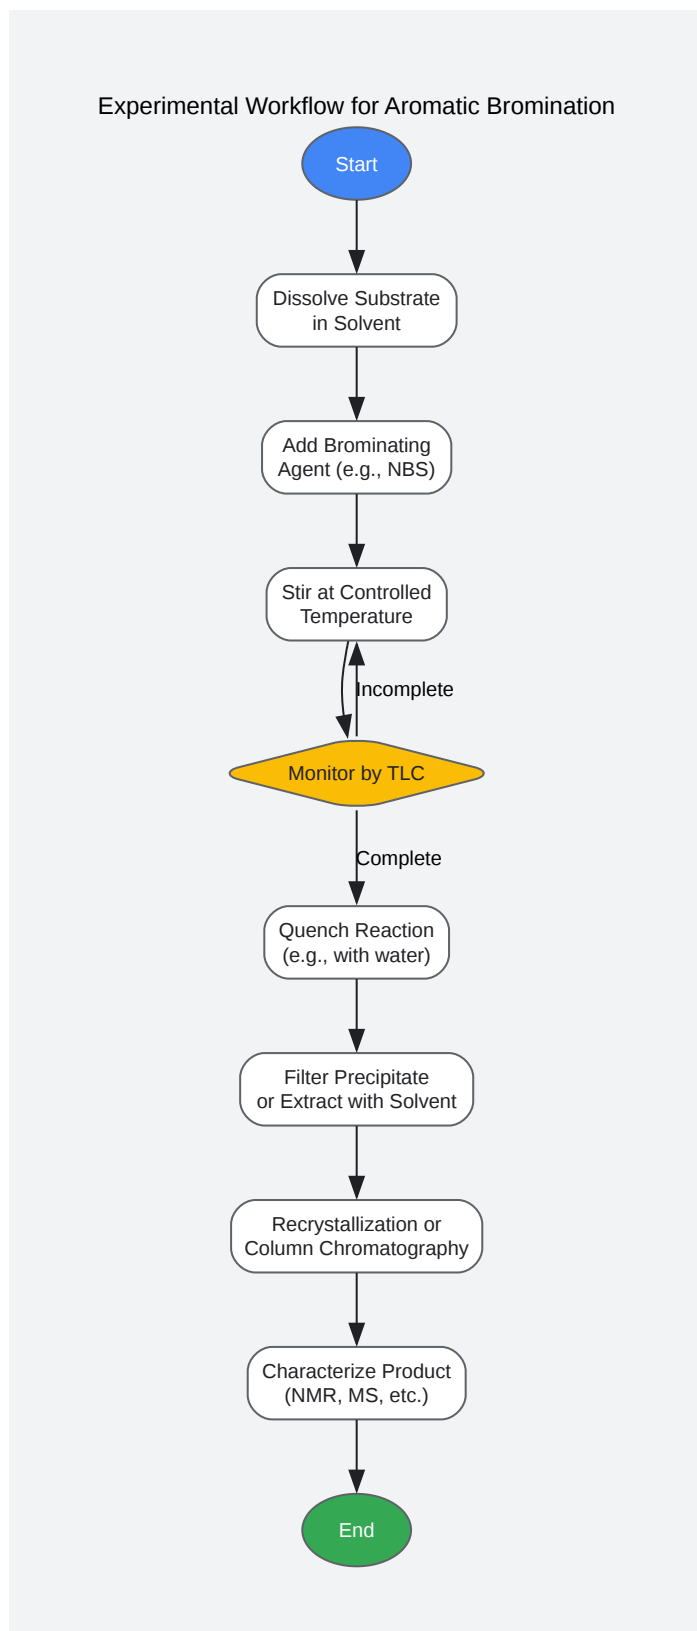 Experimental Workflow for Aromatic Bromination
Start
Dissolve Substrate
in Solvent
Add Brominating
Agent (e.g., NBS)
Stir at Controlled
Temperature
Incomplete
Monitor by TLC
Complete
Quench Reaction
(e.g., with water)
Filter Precipitate
or Extract with Solvent
Recrystallization or
Column Chromatography
Characterize Product
(NMR, MS, etc.)
End